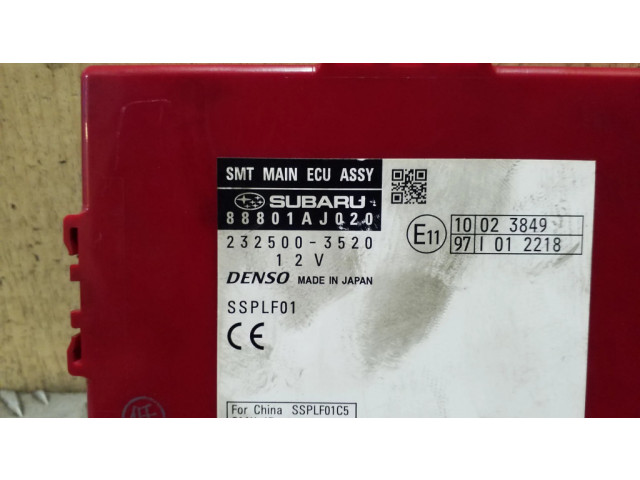 SMT MAIN ECU ASSY
SUBARU
88801AJ020
232500-3520
12V
DENSO MADE IN JAPAN
SSPLF01
CE
E11
10 02 3849
97 I 01 2218
For China SSPLF01C5